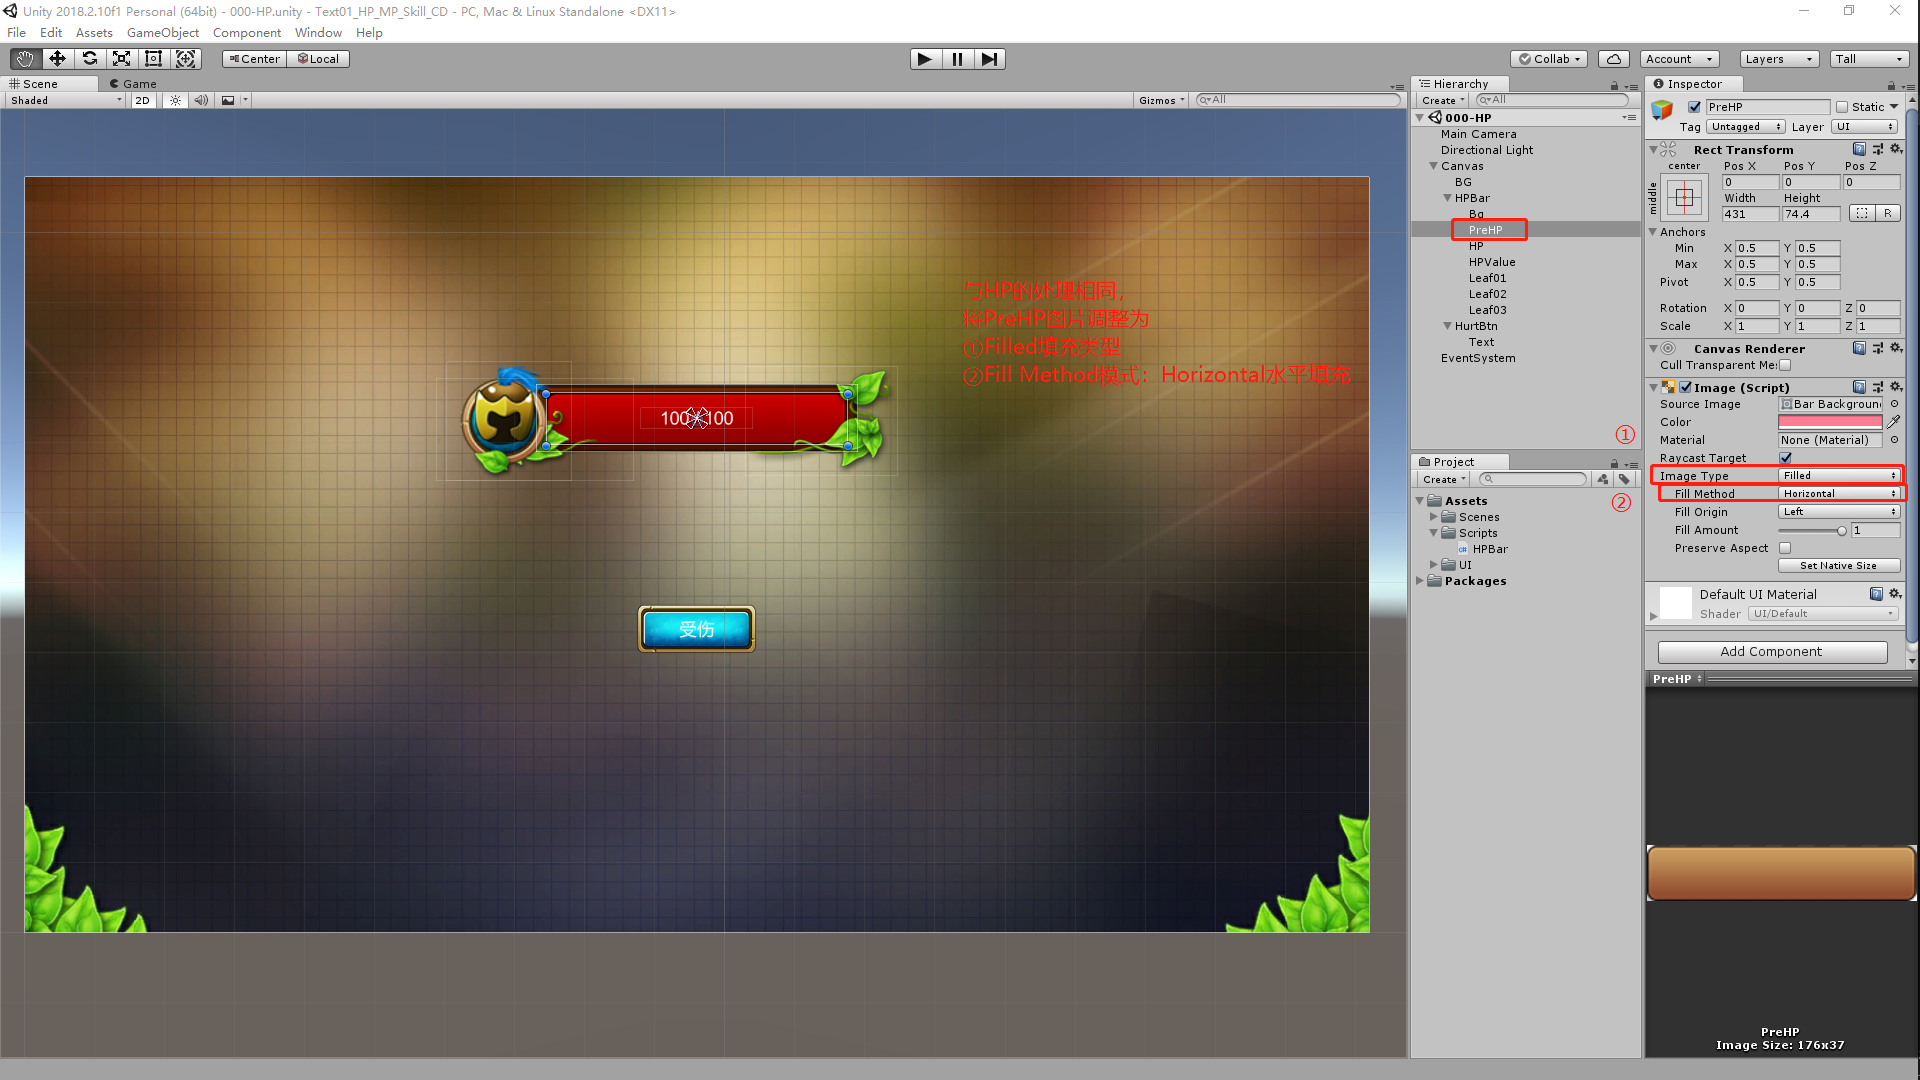 Unity 2018.2.10f1 Personal (64bit) - 000-HP.unity - Text01_HP_MP_Skill_CD - PC, Mac & Linux Standalone <DX11>
File Edit Assets GameObject Component Window Help
Center Local Collab Account Layers Tall
Scene Game
Shaded 2D Gizmos All
与HP的处理相同，
将PreHP图片调整为
①Filled填充类型
②Fill Method模式：Horizontal水平填充
100/100
受伤
Hierarchy
Create All
000-HP
Main Camera
Directional Light
Canvas
BG
HPBar
Bg
PreHP
HP
HPValue
Leaf01
Leaf02
Leaf03
HurtBtn
Text
EventSystem
①
Project
Create
②
Assets
Scenes
Scripts
HPBar
UI
Packages
Inspector
PreHP Static
Tag Untagged Layer UI
Rect Transform
center Pos X Pos Y Pos Z
middle 0 0 0
Width Height
431 74.4 R
Anchors
Min X 0.5 Y 0.5
Max X 0.5 Y 0.5
Pivot X 0.5 Y 0.5
Rotation X 0 Y 0 Z 0
Scale X 1 Y 1 Z 1
Canvas Renderer
Cull Transparent Mes
Image (Script)
Source Image Bar Backgroun
Color
Material None (Material)
Raycast Target
Image Type Filled
Fill Method Horizontal
Fill Origin Left
Fill Amount 1
Preserve Aspect
Set Native Size
Default UI Material
Shader UI/Default
Add Component
PreHP
PreHP
Image Size: 176x37